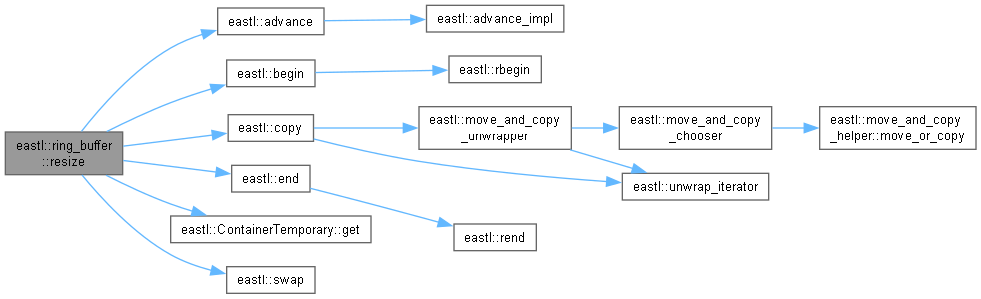 eastl::advance
eastl::advance_impl
eastl::begin
eastl::rbegin
eastl::copy
eastl::move_and_copy
_unwrapper
eastl::move_and_copy
_chooser
eastl::move_and_copy
_helper::move_or_copy
eastl::ring_buffer
::resize
eastl::end
eastl::unwrap_iterator
eastl::ContainerTemporary::get
eastl::rend
eastl::swap